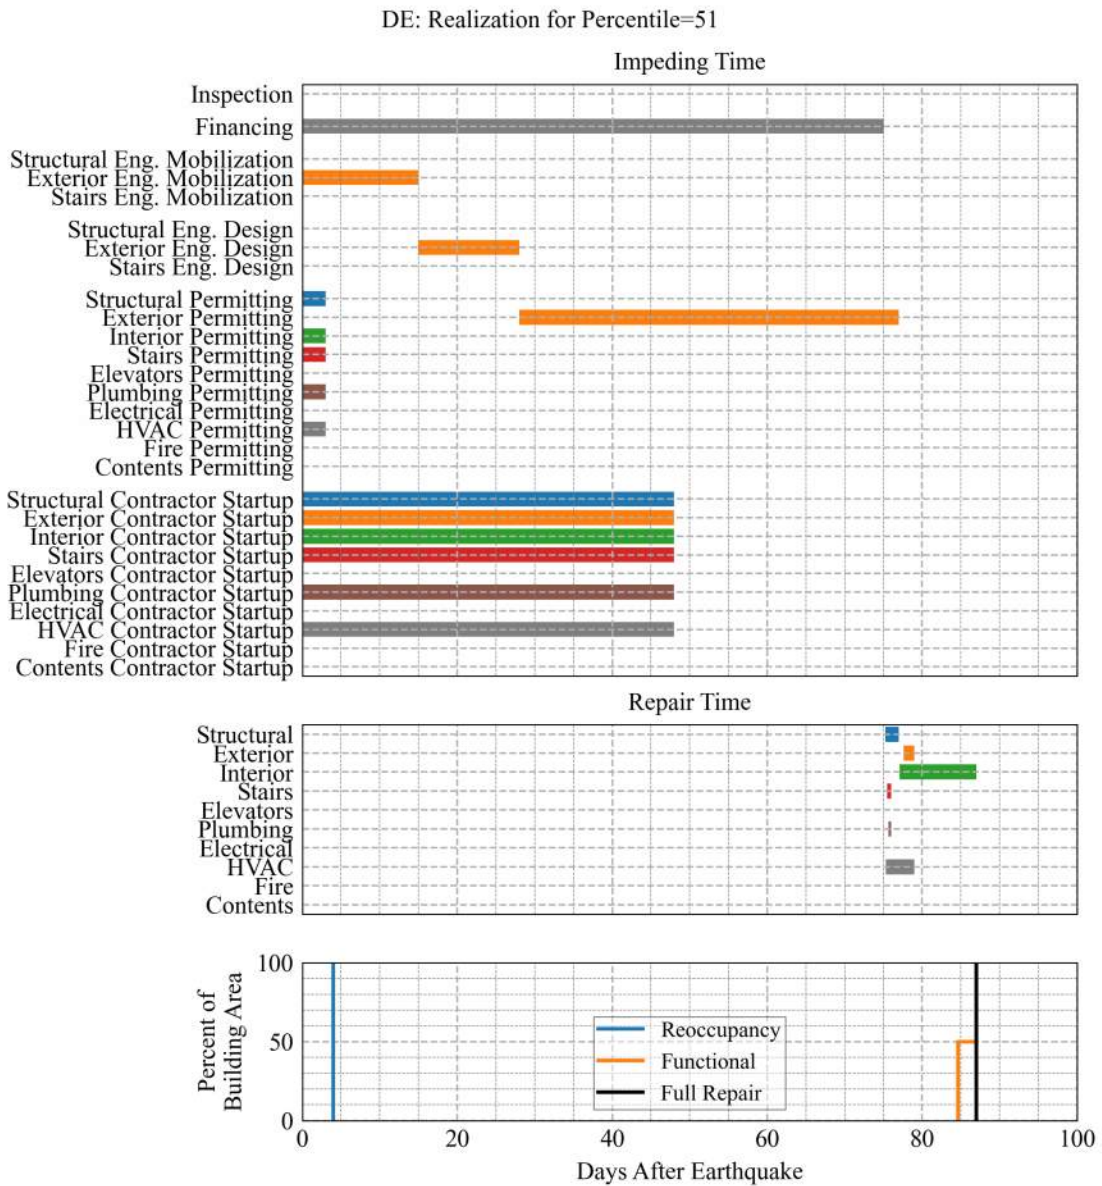 DE: Realization for Percentile=51
Impeding Time
Inspection
Financing
Structural Eng. Mobilization
Exterior Eng. Mobilization
Stairs Eng. Mobilization
Structural Eng. Design
Exterior Eng. Design
Stairs Eng. Design
Structural Permitting
Exterior Permitting
Interior Permitting
Stairs Permitting
Elevators Permitting
Plumbing Permitting
Electrical Permitting
HVAC Permitting
Fire Permitting
Contents Permitting
Structural Contractor Startup
Exterior Contractor Startup
Interior Contractor Startup
Stairs Contractor Startup
Elevators Contractor Startup
Plumbing Contractor Startup
Electrical Contractor Startup
HVAC Contractor Startup
Fire Contractor Startup
Contents Contractor Startup
Repair Time
Structural
Exterior
Interior
Stairs
Elevators
Plumbing
Electrical
HVAC
Fire
Contents
Percent of
Building Area
100
50
0
Reoccupancy
Functional
Full Repair
0 20 40 60 80 100
Days After Earthquake